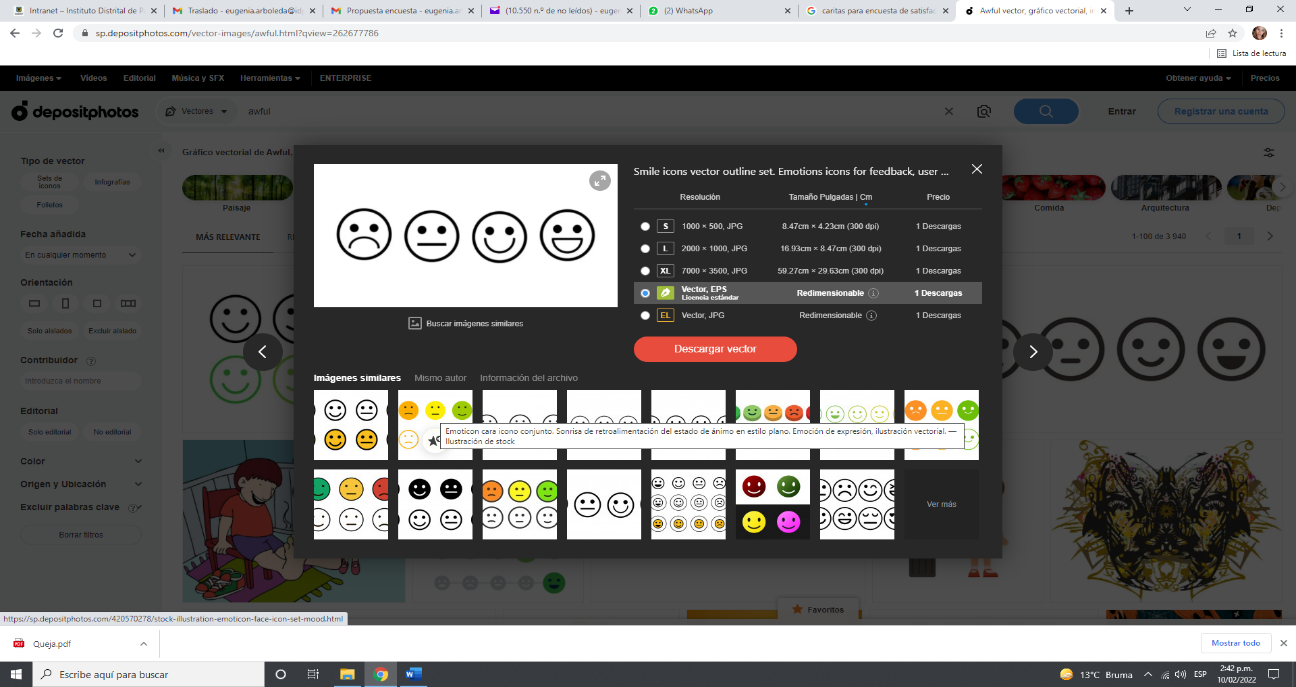 Intranet – Instituto Distrital de P
Traslado - eugenia.arboleda@idp
Propuesta encuesta - eugenia.ar
(10.550 n.º de no leídos) - euge
(2) WhatsApp
caritas para encuesta de satisfac
Awful vector, gráfico vectorial, i
sp.depositphotos.com/vector-images/awful.html?qview=262677786
Lista de lectura
Imágenes
Vídeos
Editorial
Música y SFX
Herramientas
ENTERPRISE
Obtener ayuda
Precios
depositphotos
Vectores
awful
Entrar
Registrar una cuenta
Tipo de vector
Sets de iconos
Infografías
Folletos
Fecha añadida
En cualquier momento
Orientación
Solo aislados
Excluir aislado
Contribuidor
Introduzca el nombre
Editorial
Solo editorial
No editorial
Color
Origen y Ubicación
Excluir palabras clave
Borrar filtros
Gráfico vectorial de Awful,
Paisaje
Comida
Arquitectura
MÁS RELEVANTE
1-100 de 3 940
1
Smile icons vector outline set. Emotions icons for feedback, user ...
Resolución Tamaño Pulgadas | Cm Precio
S 1000 × 500, JPG 8.47cm × 4.23cm (300 dpi) 1 Descargas
L 2000 × 1000, JPG 16.93cm × 8.47cm (300 dpi) 1 Descargas
XL 7000 × 3500, JPG 59.27cm × 29.63cm (300 dpi) 1 Descargas
Vector, EPS
Licencia estándar
Redimensionable 1 Descargas
EL Vector, JPG Redimensionable 1 Descargas
Descargar vector
Buscar imágenes similares
Imágenes similares
Mismo autor
Información del archivo
Emoticon cara icono conjunto. Sonrisa de retroalimentación del estado de ánimo en estilo plano. Emoción de expresión, ilustración vectorial. —
Ilustración de stock
Ver más
Favoritos
https://sp.depositphotos.com/420570278/stock-illustration-emoticon-face-icon-set-mood.html
Queja.pdf
Mostrar todo
Escribe aquí para buscar
13°C Bruma
ESP
2:42 p.m.
10/02/2022